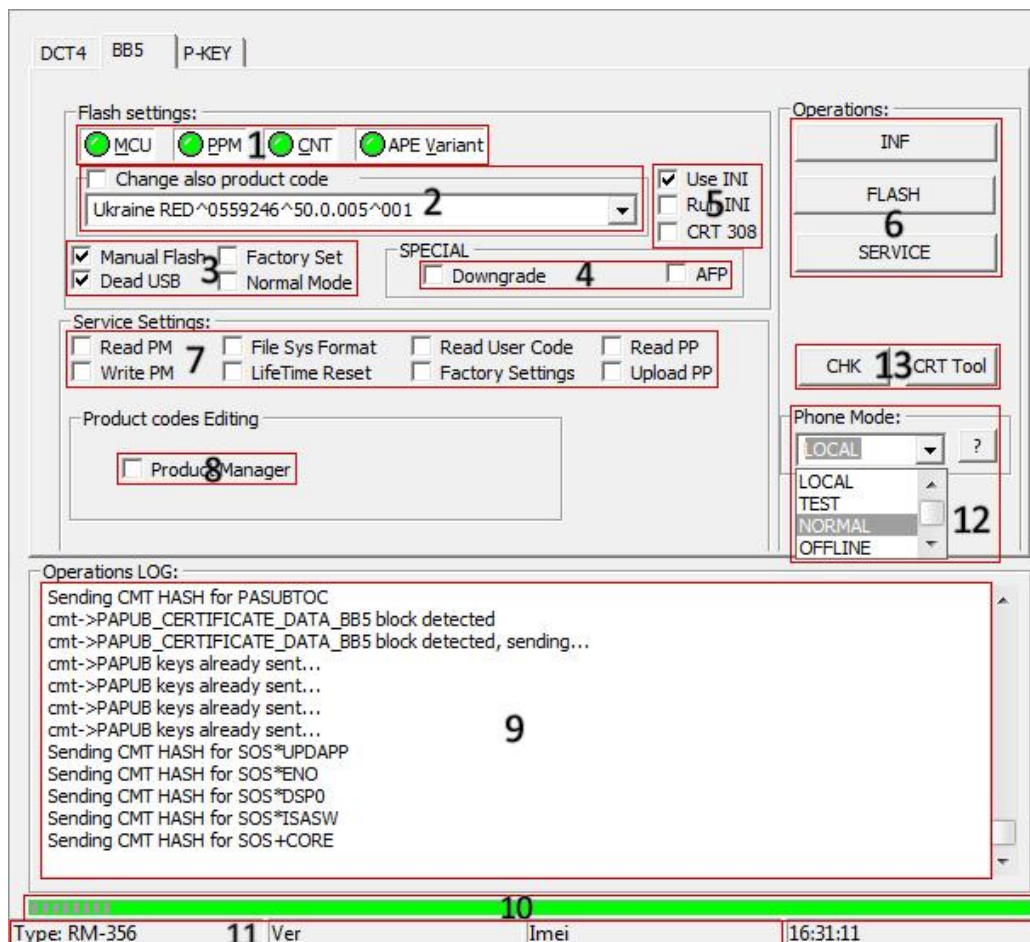 DCT4 BB5 P-KEY
Flash settings:
MCU PPM 1 CNT APE Variant
Change also product code
Ukraine RED^0559246^50.0.005^001 2
Use INI
Run INI 5
CRT 308
Manual Flash Factory Set
3
Dead USB Normal Mode
SPECIAL
Downgrade 4 AFP
Operations:
INF
FLASH
6
SERVICE
Service Settings:
Read PM File Sys Format Read User Code Read PP
7
Write PM LifeTime Reset Factory Settings Upload PP
CHK 13 CRT Tool
Product codes Editing
Product Manager 8
Phone Mode:
LOCAL ?
LOCAL
TEST
NORMAL 12
OFFLINE
Operations LOG:
Sending CMT HASH for PASUBTOC
cmt->PAPUB_CERTIFICATE_DATA_BB5 block detected
cmt->PAPUB_CERTIFICATE_DATA_BB5 block detected, sending...
cmt->PAPUB keys already sent...
cmt->PAPUB keys already sent...
cmt->PAPUB keys already sent...
cmt->PAPUB keys already sent...
9
Sending CMT HASH for SOS*UPDAPP
Sending CMT HASH for SOS*ENO
Sending CMT HASH for SOS*DSP0
Sending CMT HASH for SOS*ISASW
Sending CMT HASH for SOS+CORE
10
Type: RM-356 11 Ver Imei 16:31:11